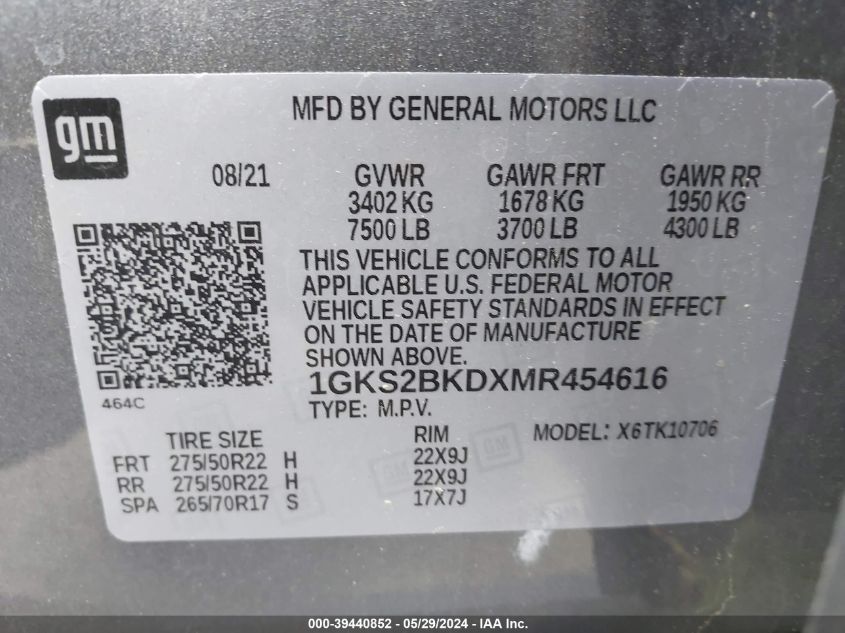 gm
MFD BY GENERAL MOTORS LLC
08/21 GVWR GAWR FRT GAWR RR
3402 KG 1678 KG 1950 KG
7500 LB 3700 LB 4300 LB
THIS VEHICLE CONFORMS TO ALL
APPLICABLE U.S. FEDERAL MOTOR
VEHICLE SAFETY STANDARDS IN EFFECT
ON THE DATE OF MANUFACTURE
SHOWN ABOVE.
1GKS2BKDXMR454616
464C
TYPE: M.P.V.
TIRE SIZE RIM MODEL: X6TK10706
FRT 275/50R22 H 22X9J
RR 275/50R22 H 22X9J
SPA 265/70R17 S 17X7J
000-39440852 - 05/29/2024 - IAA Inc.